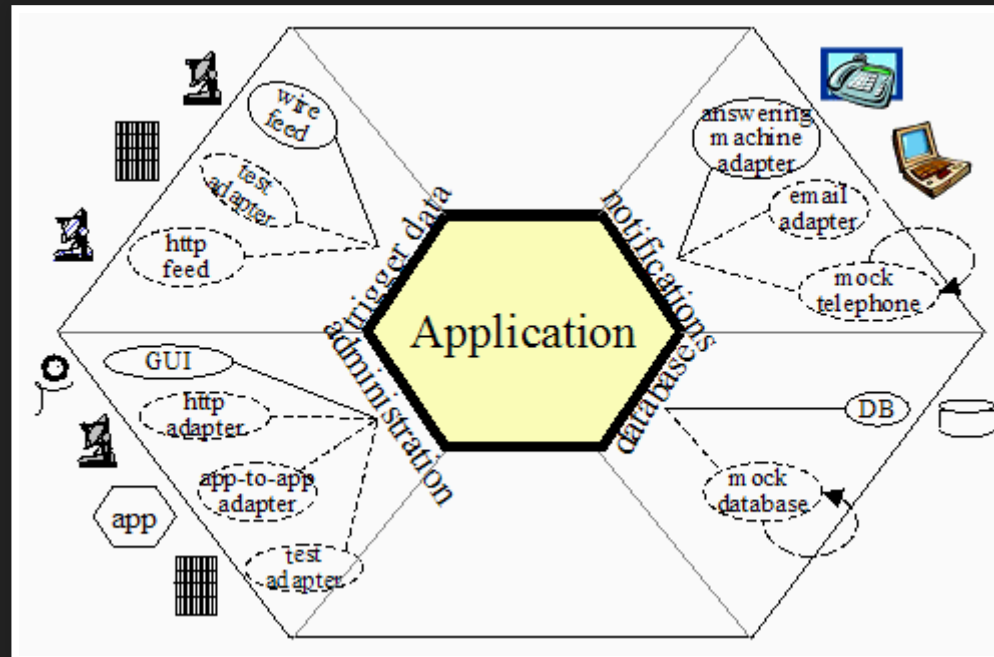 wire
feed
test
adapter
http
feed
trigger data
answering
machine
adapter
email
adapter
mock
telephone
notifications
Application
GUI
http
adapter
app-to-app
adapter
test
adapter
app
administration
database
DB
mock
database